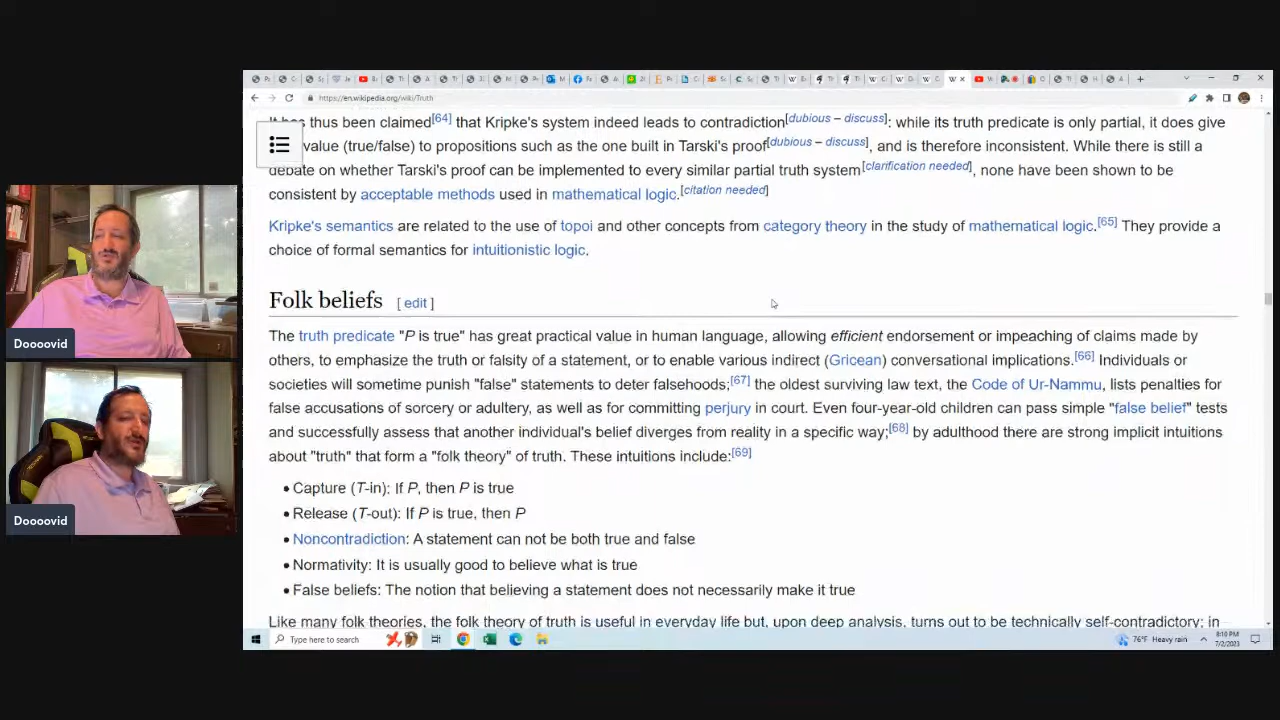 https://en.wikipedia.org/wiki/Truth
It has thus been claimed[64] that Kripke's system indeed leads to contradiction[dubious – discuss]: while its truth predicate is only partial, it does give
value (true/false) to propositions such as the one built in Tarski's proof[dubious – discuss], and is therefore inconsistent. While there is still a
debate on whether Tarski's proof can be implemented to every similar partial truth system[clarification needed], none have been shown to be
consistent by acceptable methods used in mathematical logic.[citation needed]
Kripke's semantics are related to the use of topoi and other concepts from category theory in the study of mathematical logic.[65] They provide a
choice of formal semantics for intuitionistic logic.
Folk beliefs [ edit ]
The truth predicate "P is true" has great practical value in human language, allowing efficient endorsement or impeaching of claims made by
others, to emphasize the truth or falsity of a statement, or to enable various indirect (Gricean) conversational implications.[66] Individuals or
societies will sometime punish "false" statements to deter falsehoods;[67] the oldest surviving law text, the Code of Ur-Nammu, lists penalties for
false accusations of sorcery or adultery, as well as for committing perjury in court. Even four-year-old children can pass simple "false belief" tests
and successfully assess that another individual's belief diverges from reality in a specific way;[68] by adulthood there are strong implicit intuitions
about "truth" that form a "folk theory" of truth. These intuitions include:[69]
• Capture (T-in): If P, then P is true
• Release (T-out): If P is true, then P
• Noncontradiction: A statement can not be both true and false
• Normativity: It is usually good to believe what is true
• False beliefs: The notion that believing a statement does not necessarily make it true
Like many folk theories, the folk theory of truth is useful in everyday life but, upon deep analysis, turns out to be technically self-contradictory; in
Type here to search
76°F Heavy rain
8:10 PM
7/2/2023
Doooovid
Doooovid